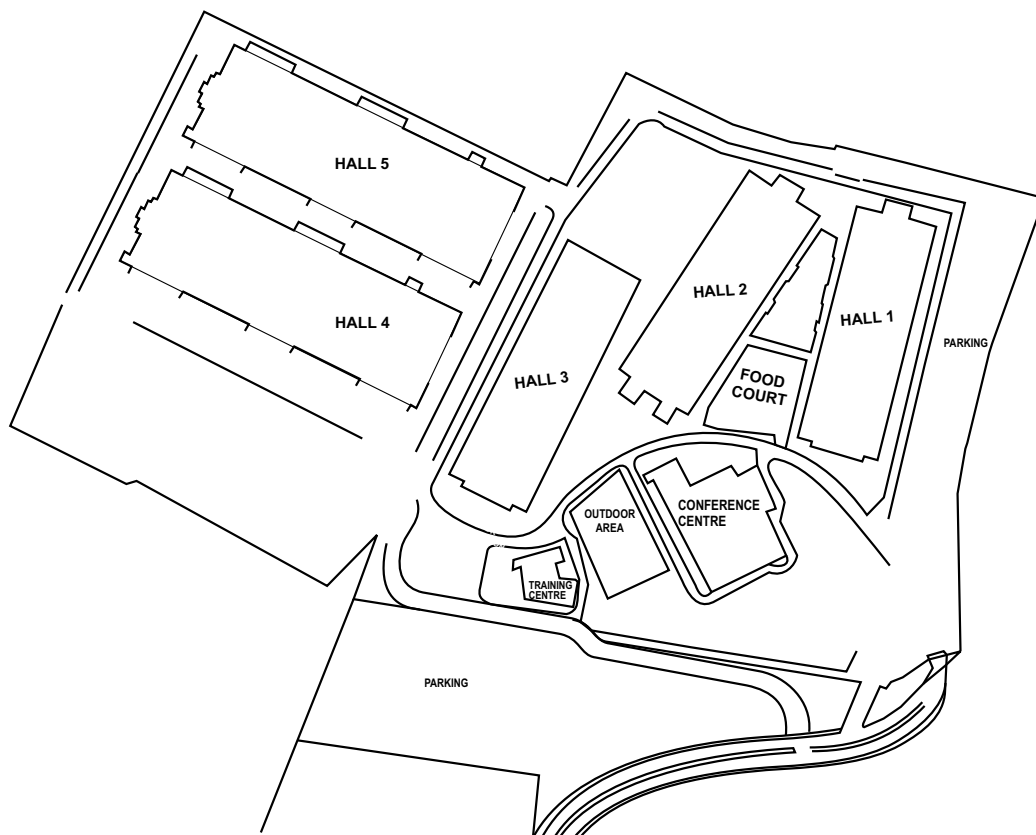 HALL 5
HALL 4
HALL 3
HALL 2
HALL 1
PARKING
FOOD
COURT
CONFERENCE
CENTRE
OUTDOOR
AREA
TRAINING
CENTRE
PARKING